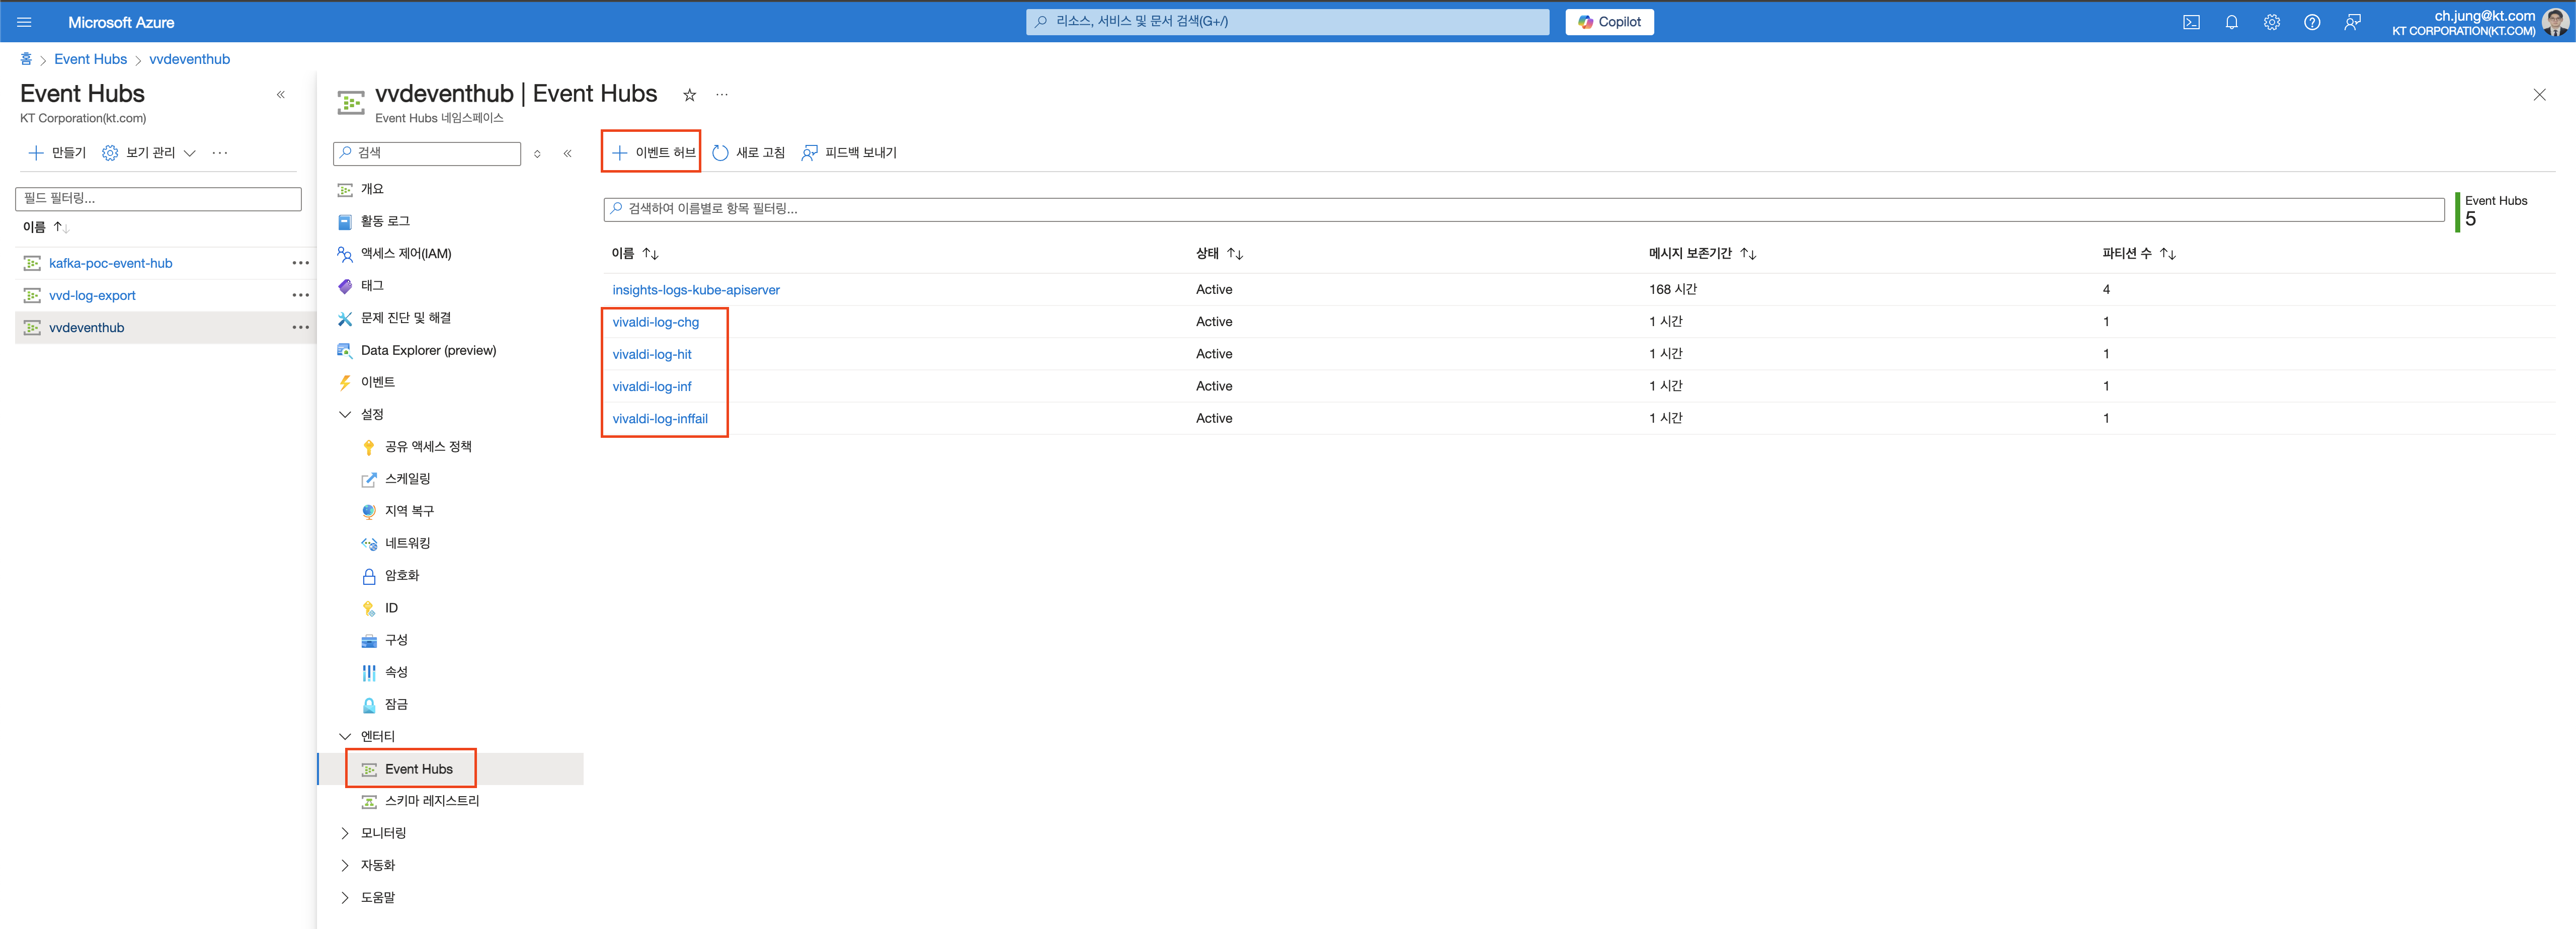 Microsoft Azure
리소스, 서비스 및 문서 검색(G+/)
Copilot
ch.jung@kt.com
KT CORPORATION(KT.COM)
홈 > Event Hubs > vvdeventhub
Event Hubs
KT Corporation(kt.com)
만들기 보기 관리
필드 필터링...
이름
kafka-poc-event-hub
vvd-log-export
vvdeventhub
vvdeventhub | Event Hubs
Event Hubs 네임스페이스
검색
개요
활동 로그
액세스 제어(IAM)
태그
문제 진단 및 해결
Data Explorer (preview)
이벤트
설정
공유 액세스 정책
스케일링
지역 복구
네트워킹
암호화
ID
구성
속성
잠금
엔터티
Event Hubs
스키마 레지스트리
모니터링
자동화
도움말
이벤트 허브 새로 고침 피드백 보내기
검색하여 이름별로 항목 필터링...
Event Hubs
5
이름 상태 메시지 보존기간 파티션 수
insights-logs-kube-apiserver Active 168 시간 4
vivaldi-log-chg Active 1 시간 1
vivaldi-log-hit Active 1 시간 1
vivaldi-log-inf Active 1 시간 1
vivaldi-log-inffail Active 1 시간 1